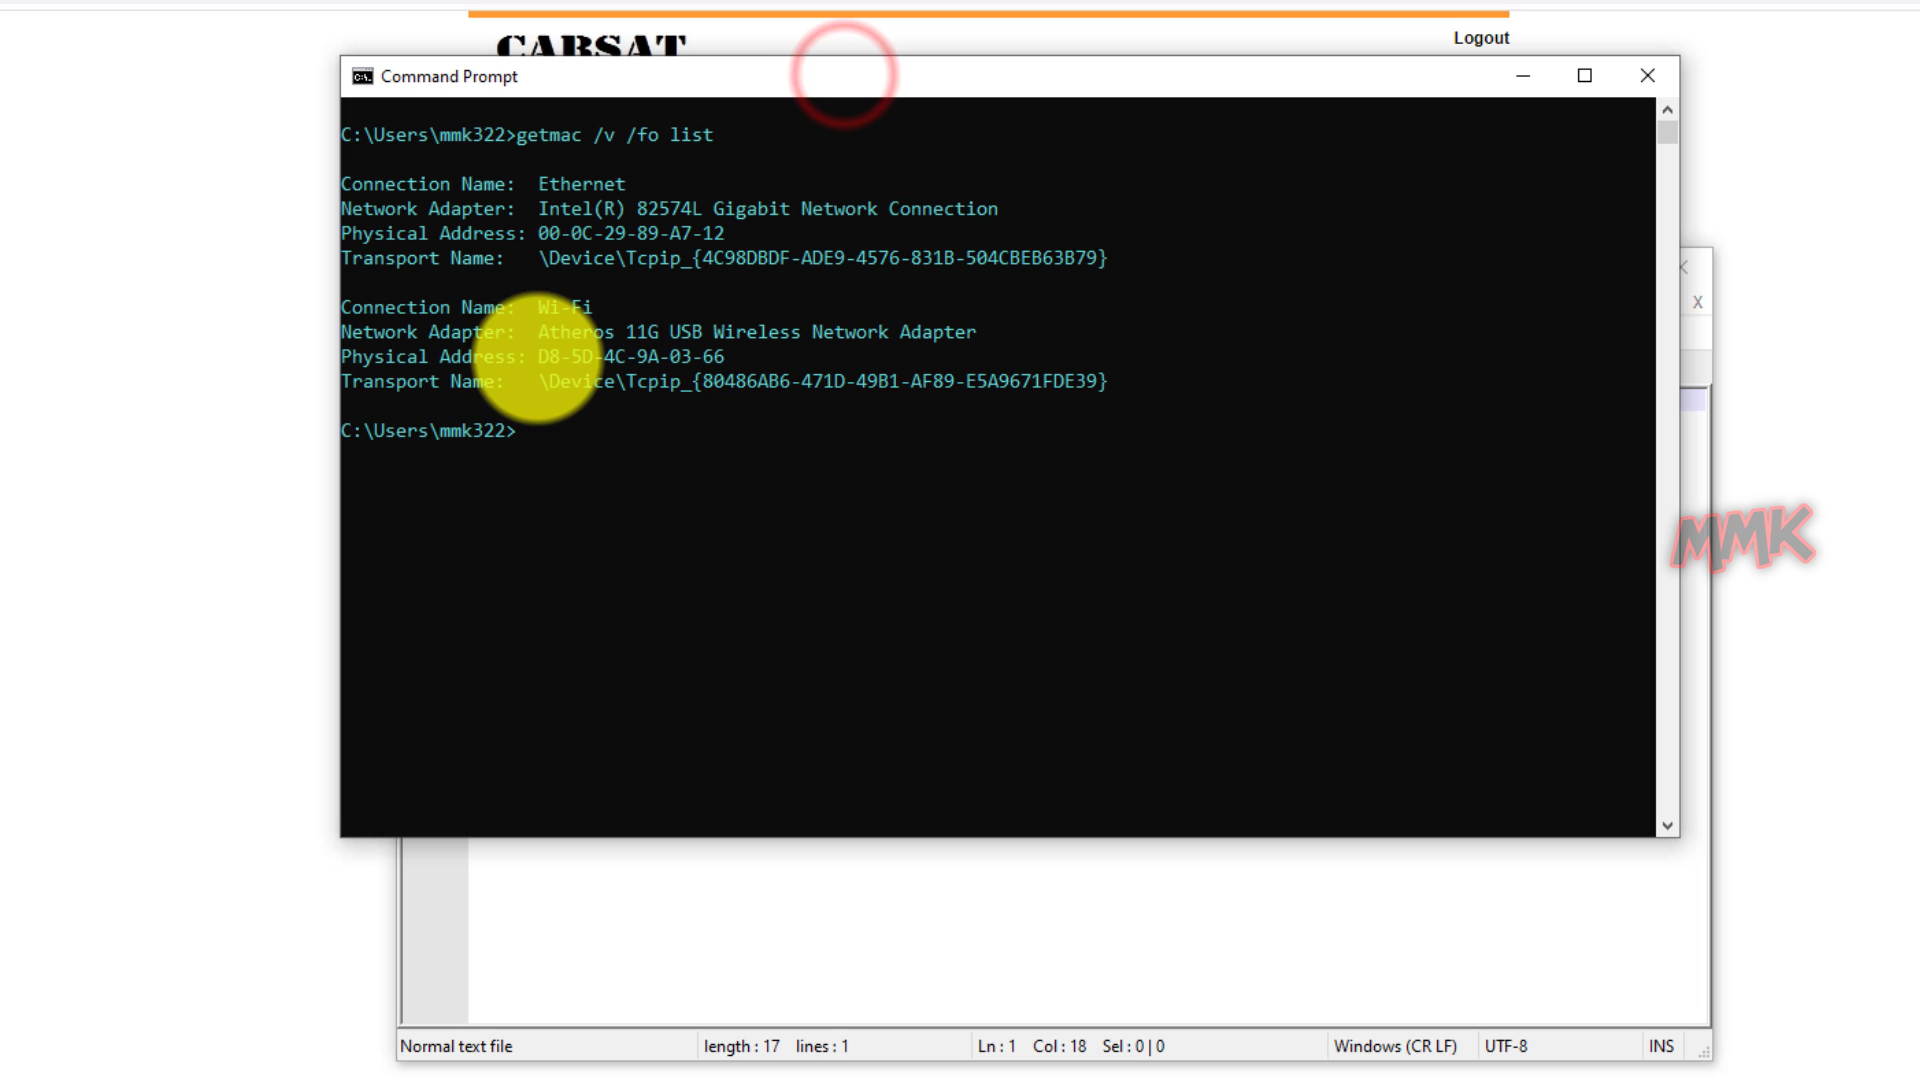 CABSAT
Logout
Command Prompt
C:\Users\mmk322>getmac /v /fo list
Connection Name:  Ethernet
Network Adapter:  Intel(R) 82574L Gigabit Network Connection
Physical Address: 00-0C-29-89-A7-12
Transport Name:   \Device\Tcpip_{4C98DBDF-ADE9-4576-831B-504CBEB63B79}
Connection Name:  Wi-Fi
Network Adapter:  Atheros 11G USB Wireless Network Adapter
Physical Address: D8-5D-4C-9A-03-66
Transport Name:   \Device\Tcpip_{80486AB6-471D-49B1-AF89-E5A9671FDE39}
C:\Users\mmk322>
MMK
Normal text file length : 17 lines : 1 Ln : 1 Col : 18 Sel : 0 | 0 Windows (CR LF) UTF-8 INS